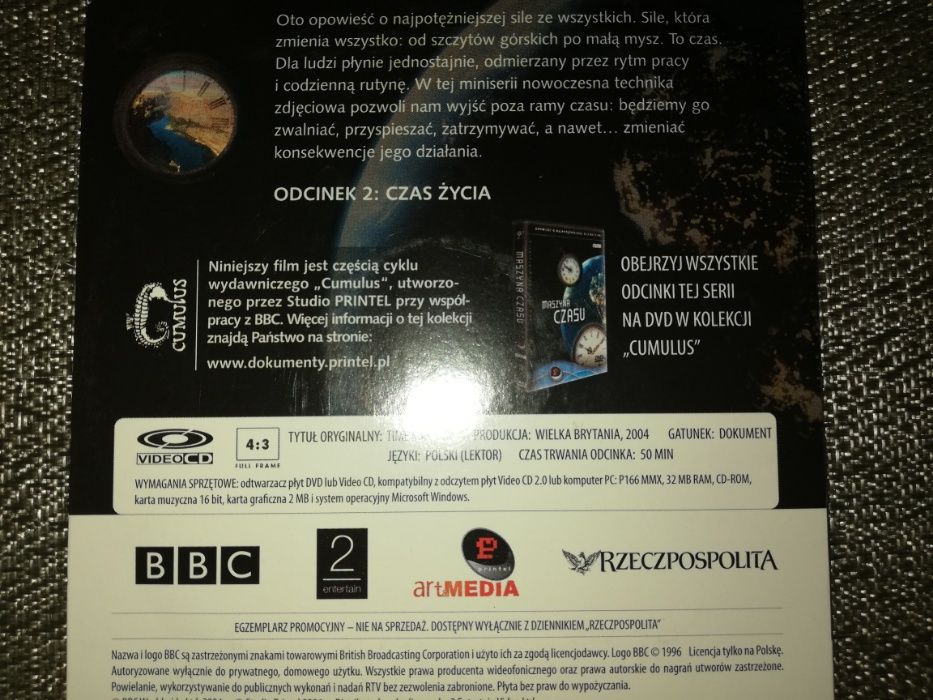 Oto opowieść o najpotężniejszej sile ze wszystkich. Sile, która
zmienia wszystko: od szczytów górskich po małą mysz. To czas.
Dla ludzi płynie jednostajnie, odmierzany przez rytm pracy
i codzienną rutynę. W tej miniserii nowoczesna technika
zdjęciowa pozwoli nam wyjść poza ramy czasu: będziemy go
zwalniać, przyspieszać, zatrzymywać, a nawet... zmieniać
konsekwencje jego działania.
ODCINEK 2: CZAS ŻYCIA
CUMULUS
Niniejszy film jest częścią cyklu
wydawniczego „Cumulus", utworzo-
nego przez Studio PRINTEL przy współ-
pracy z BBC. Więcej informacji o tej kolekcji
znajdą Państwo na stronie:
www.dokumenty.printel.pl
MASZYNA CZASU
MASZYNA
CZASU
OBEJRZYJ WSZYSTKIE
ODCINKI TEJ SERII
NA DVD W KOLEKCJI
„CUMULUS"
VIDEO CD
4:3
FULL FRAME
TYTUŁ ORYGINALNY: PRODUKCJA: WIELKA BRYTANIA, 2004 GATUNEK: DOKUMENT
JĘZYKI: POLSKI (LEKTOR) CZAS TRWANIA ODCINKA: 50 MIN
WYMAGANIA SPRZĘTOWE: odtwarzacz płyt DVD lub Video CD, kompatybilny z odczytem płyt Video CD 2.0 lub komputer PC: P166 MMX, 32 MB RAM, CD-ROM,
karta muzyczna 16 bit, karta graficzna 2 MB i system operacyjny Microsoft Windows.
BBC
2
entertain
printel
artMEDIA
RZECZPOSPOLITA
EGZEMPLARZ PROMOCYJNY – NIE NA SPRZEDAŻ. DOSTĘPNY WYŁĄCZNIE Z DZIENNIKIEM „RZECZPOSPOLITA"
Nazwa i logo BBC są zastrzeżonymi znakami towarowymi British Broadcasting Corporation i użyto ich za zgodą licencjodawcy. Logo BBC © 1996 Licencja tylko na Polskę.
Autoryzowane wyłącznie do prywatnego, domowego użytku. Wszystkie prawa producenta wideofonicznego oraz prawa autorskie do nagrań utworów zastrzeżone.
Powielanie, wykorzystywanie do publicznych wykonań i nadań RTV bez zezwolenia zabronione. Płyta bez prawa do wypożyczania.